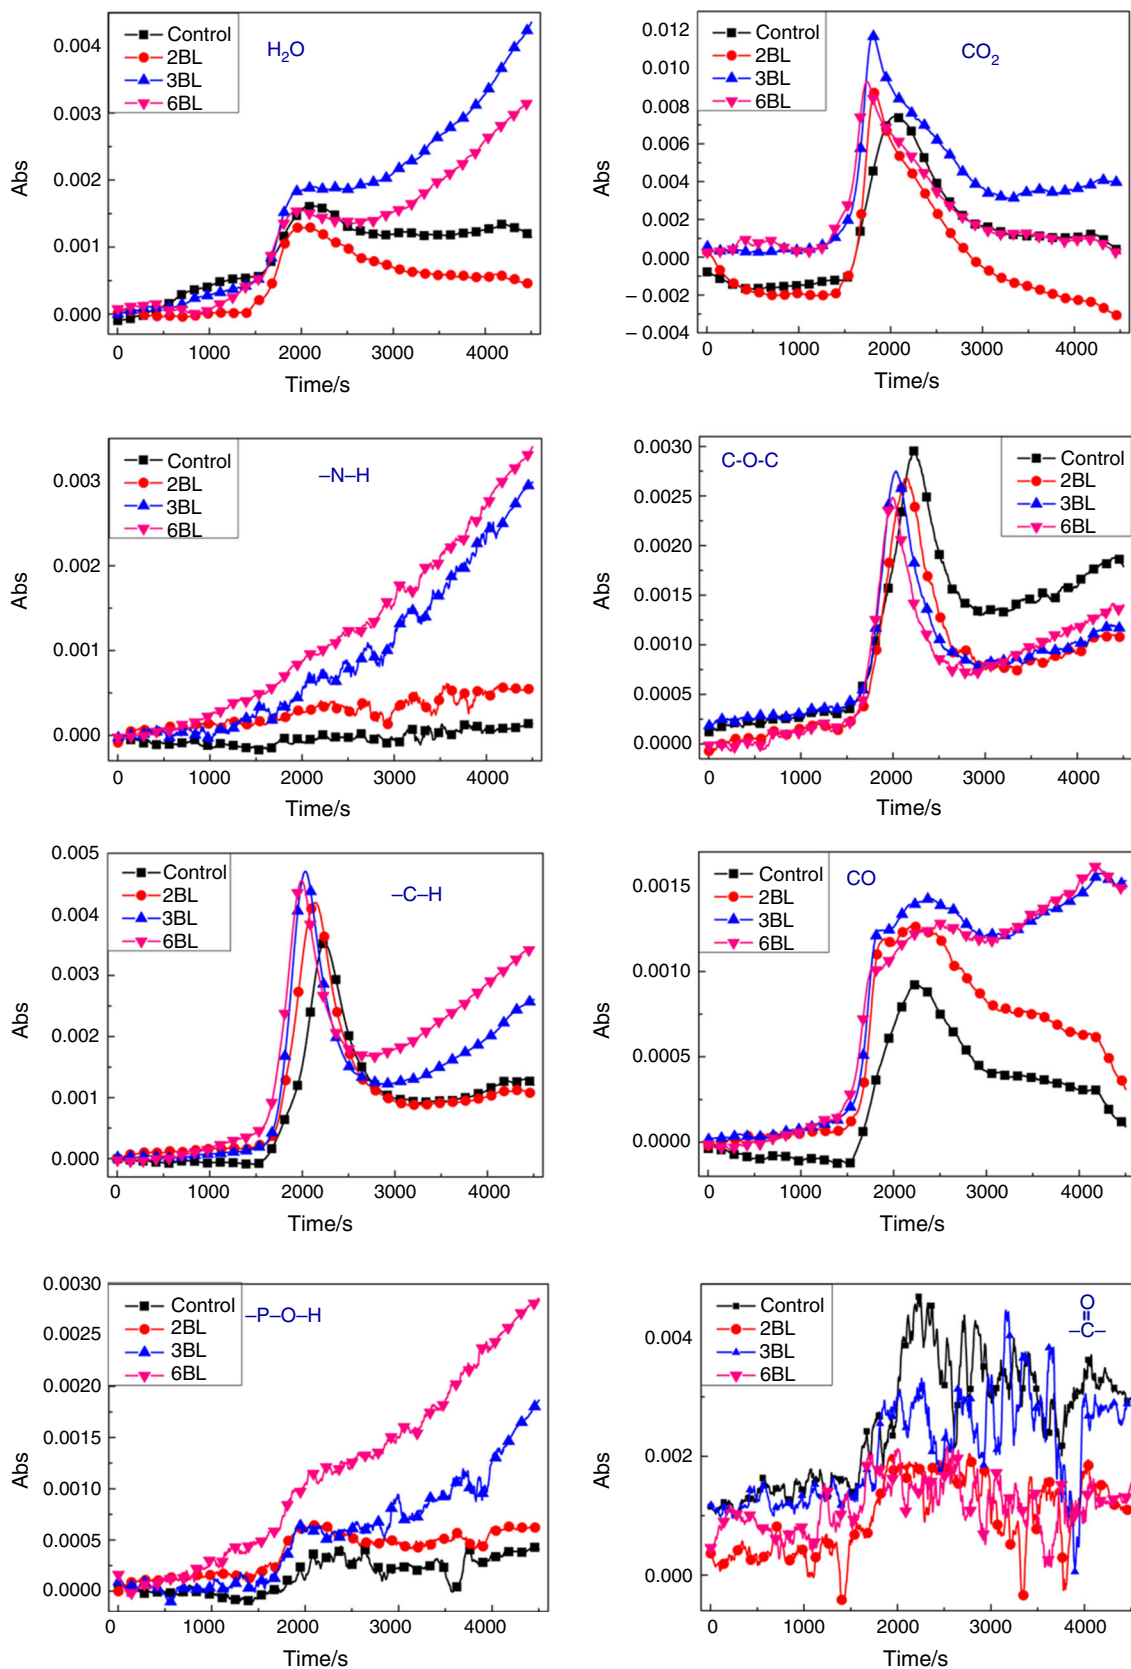 H2O
Control
2BL
3BL
6BL
0.004
0.003
0.002
0.001
0.000
Abs
0 1000 2000 3000 4000
Time/s
CO2
Control
2BL
3BL
6BL
0.012
0.010
0.008
0.006
0.004
0.002
0.000
– 0.002
– 0.004
Abs
0 1000 2000 3000 4000
Time/s
–N–H
Control
2BL
3BL
6BL
0.003
0.002
0.001
0.000
Abs
0 1000 2000 3000 4000
Time/s
C-O-C
Control
2BL
3BL
6BL
0.0030
0.0025
0.0020
0.0015
0.0010
0.0005
0.0000
Abs
0 1000 2000 3000 4000
Time/s
–C–H
Control
2BL
3BL
6BL
0.005
0.004
0.003
0.002
0.001
0.000
Abs
0 1000 2000 3000 4000
Time/s
CO
Control
2BL
3BL
6BL
0.0015
0.0010
0.0005
0.0000
Abs
0 1000 2000 3000 4000
Time/s
–P–O–H
Control
2BL
3BL
6BL
0.0030
0.0025
0.0020
0.0015
0.0010
0.0005
0.0000
Abs
0 1000 2000 3000 4000
Time/s
O
–C–
Control
2BL
3BL
6BL
0.004
0.002
0.000
Abs
0 1000 2000 3000 4000
Time/s